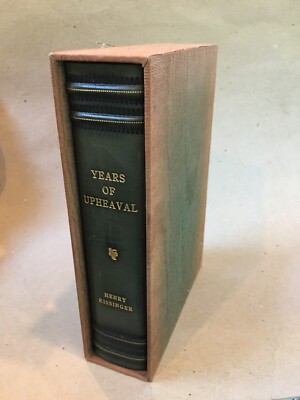 YEARS
OF
UPHEAVAL
HENRY
KISSINGER